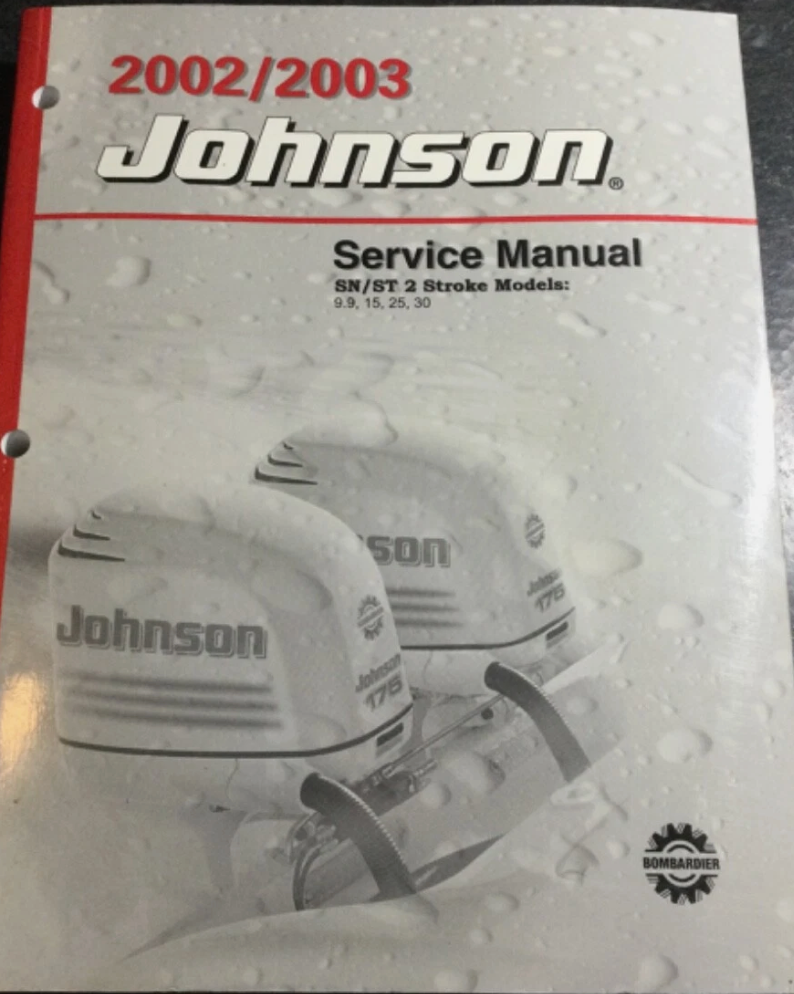 2002/2003
Johnson®
Service Manual
SN/ST 2 Stroke Models:
9.9, 15, 25, 30
son
Johnson
175
Johnson
Johnson
175
BOMBARDIER